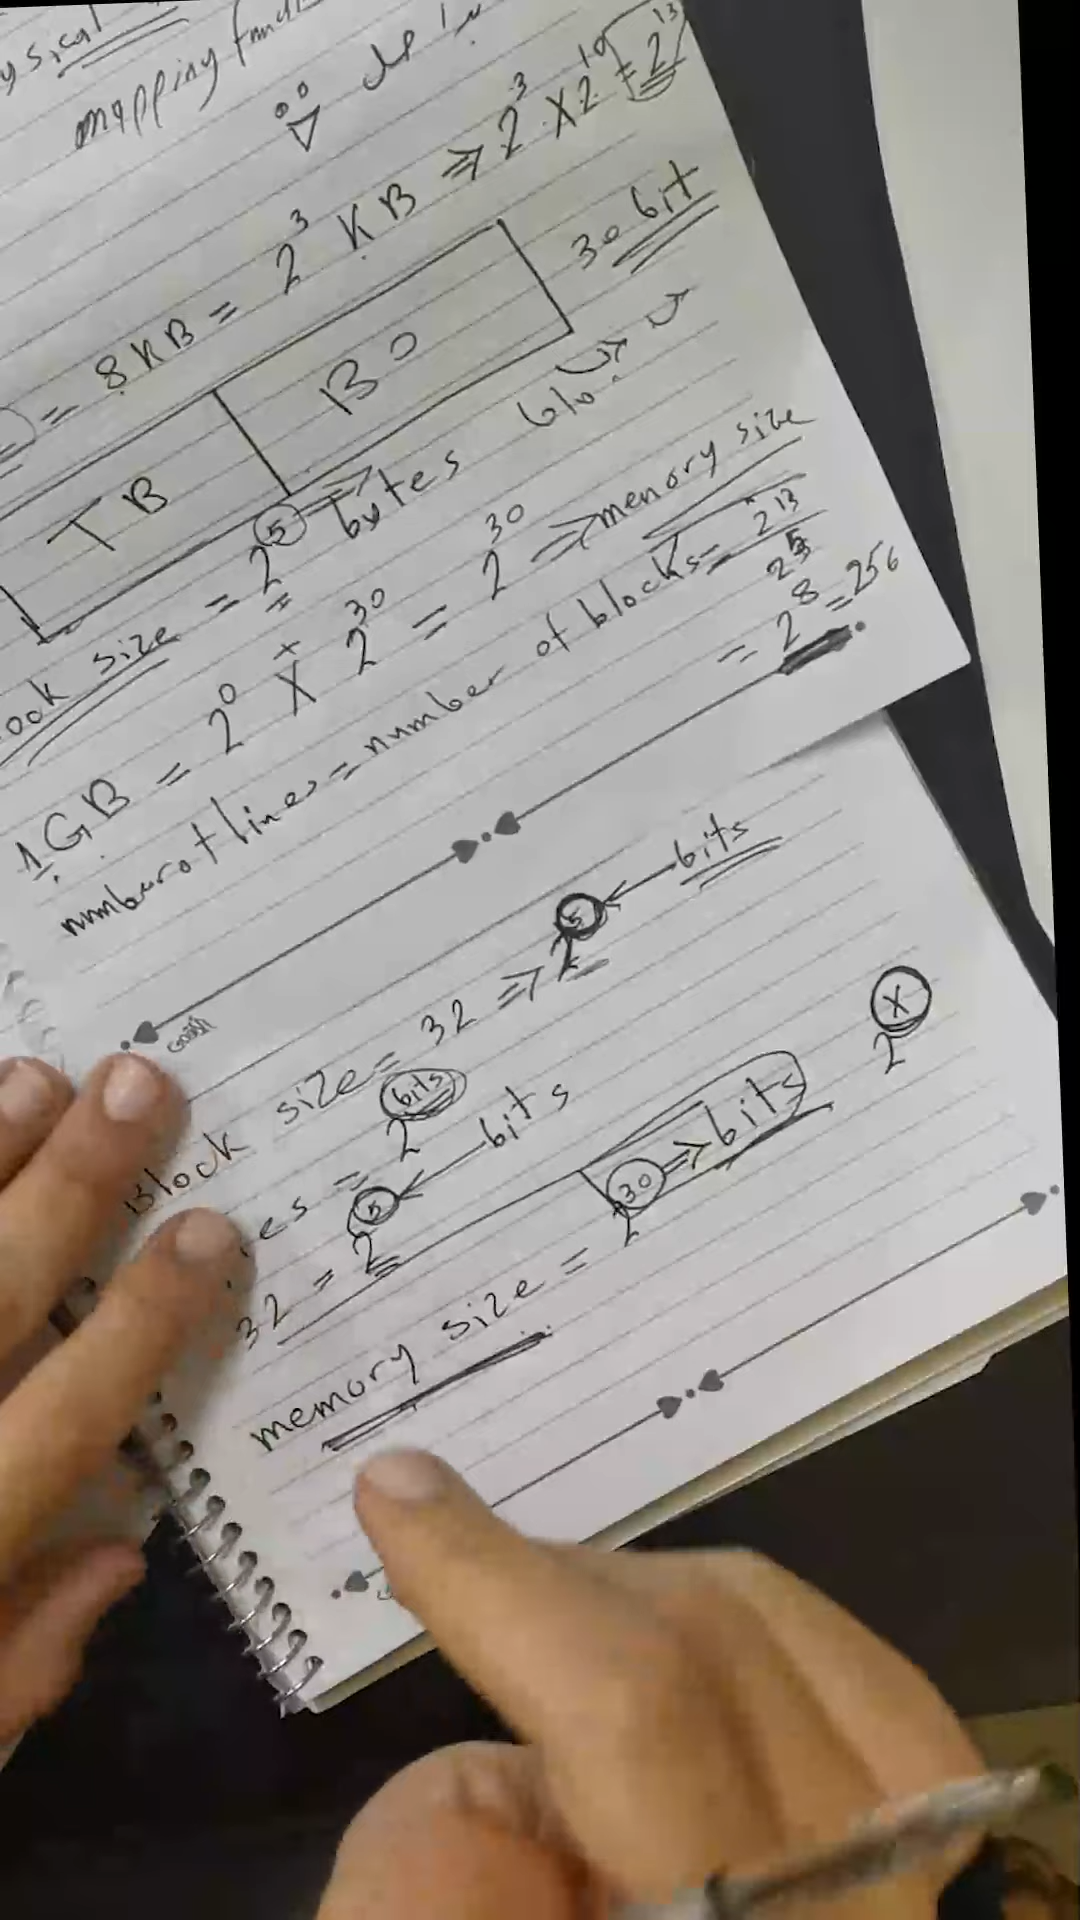 mapping
= 8KB = 2^3 KB ⇒ 2^3 × 2^10 = 2^13
30 bit
TB BO
size = 2^5 bytes
1GB = 2^0 × 2^30 = 2^30 ⇒ memory size
number of lines = number of blocks = 2^13
2^5
= 2^8 = 256
Block size = 32 ⇒ 2^5 ← bits
= 2^bits
2^x
32 = 2^5 ← bits
memory size = 2^30 ⇒ bits